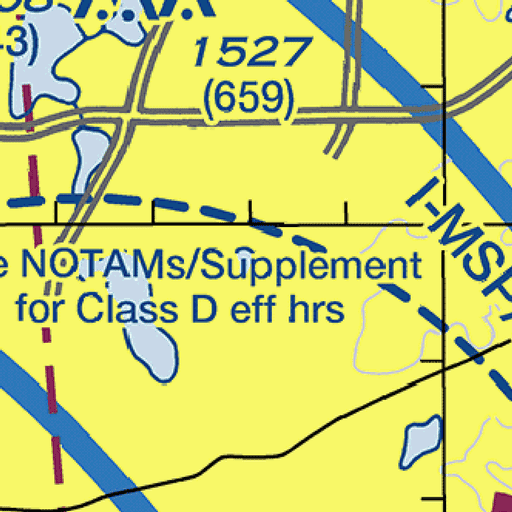 1527
(659)
NOTAMs/Supplement
for Class D eff hrs
I-MSP